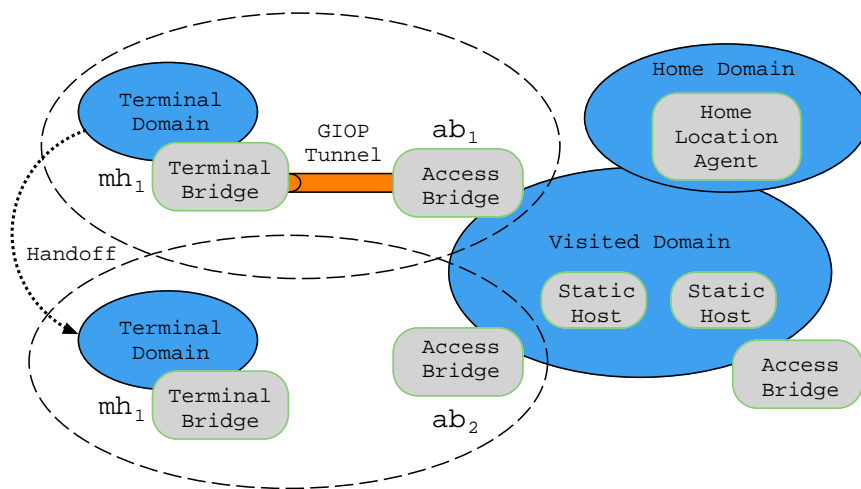 Home Domain
Terminal
Domain
Home
Location
Agent
GIOP
Tunnel
ab1
mh1
Terminal
Bridge
Access
Bridge
Visited Domain
Handoff
Static
Host
Static
Host
Terminal
Domain
Access
Bridge
Access
Bridge
mh1
Terminal
Bridge
ab2